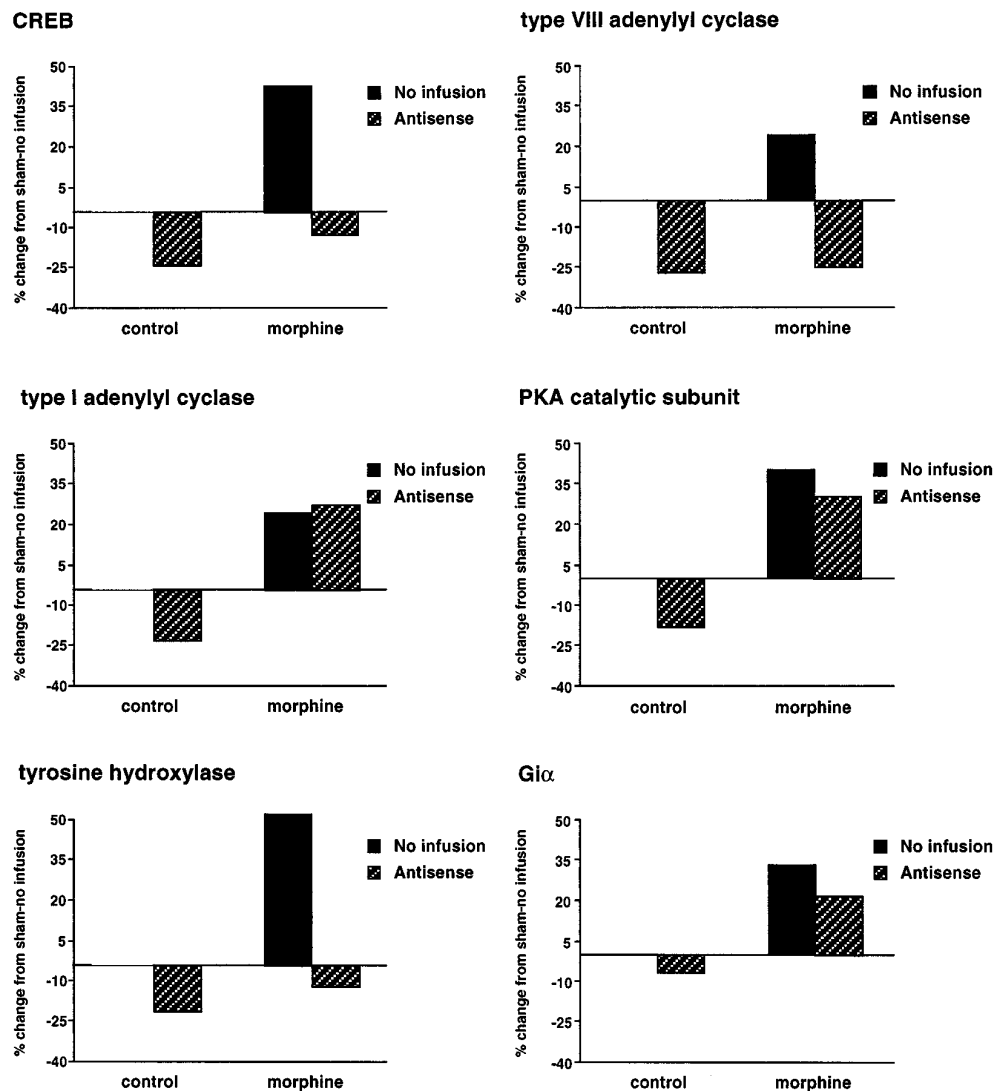 CREB
% change from sham-no infusion
50
35
20
5
-10
-25
-40
control
morphine
No infusion
Antisense
type VIII adenylyl cyclase
% change from sham-no infusion
50
35
20
5
-10
-25
-40
control
morphine
No infusion
Antisense
type I adenylyl cyclase
% change from sham-no infusion
50
35
20
5
-10
-25
-40
control
morphine
No infusion
Antisense
PKA catalytic subunit
% change from sham-no infusion
50
35
20
5
-10
-25
-40
control
morphine
No infusion
Antisense
tyrosine hydroxylase
% change from sham-no infusion
50
35
20
5
-10
-25
-40
control
morphine
No infusion
Antisense
Giα
% change from sham-no infusion
50
35
20
5
-10
-25
-40
control
morphine
No infusion
Antisense